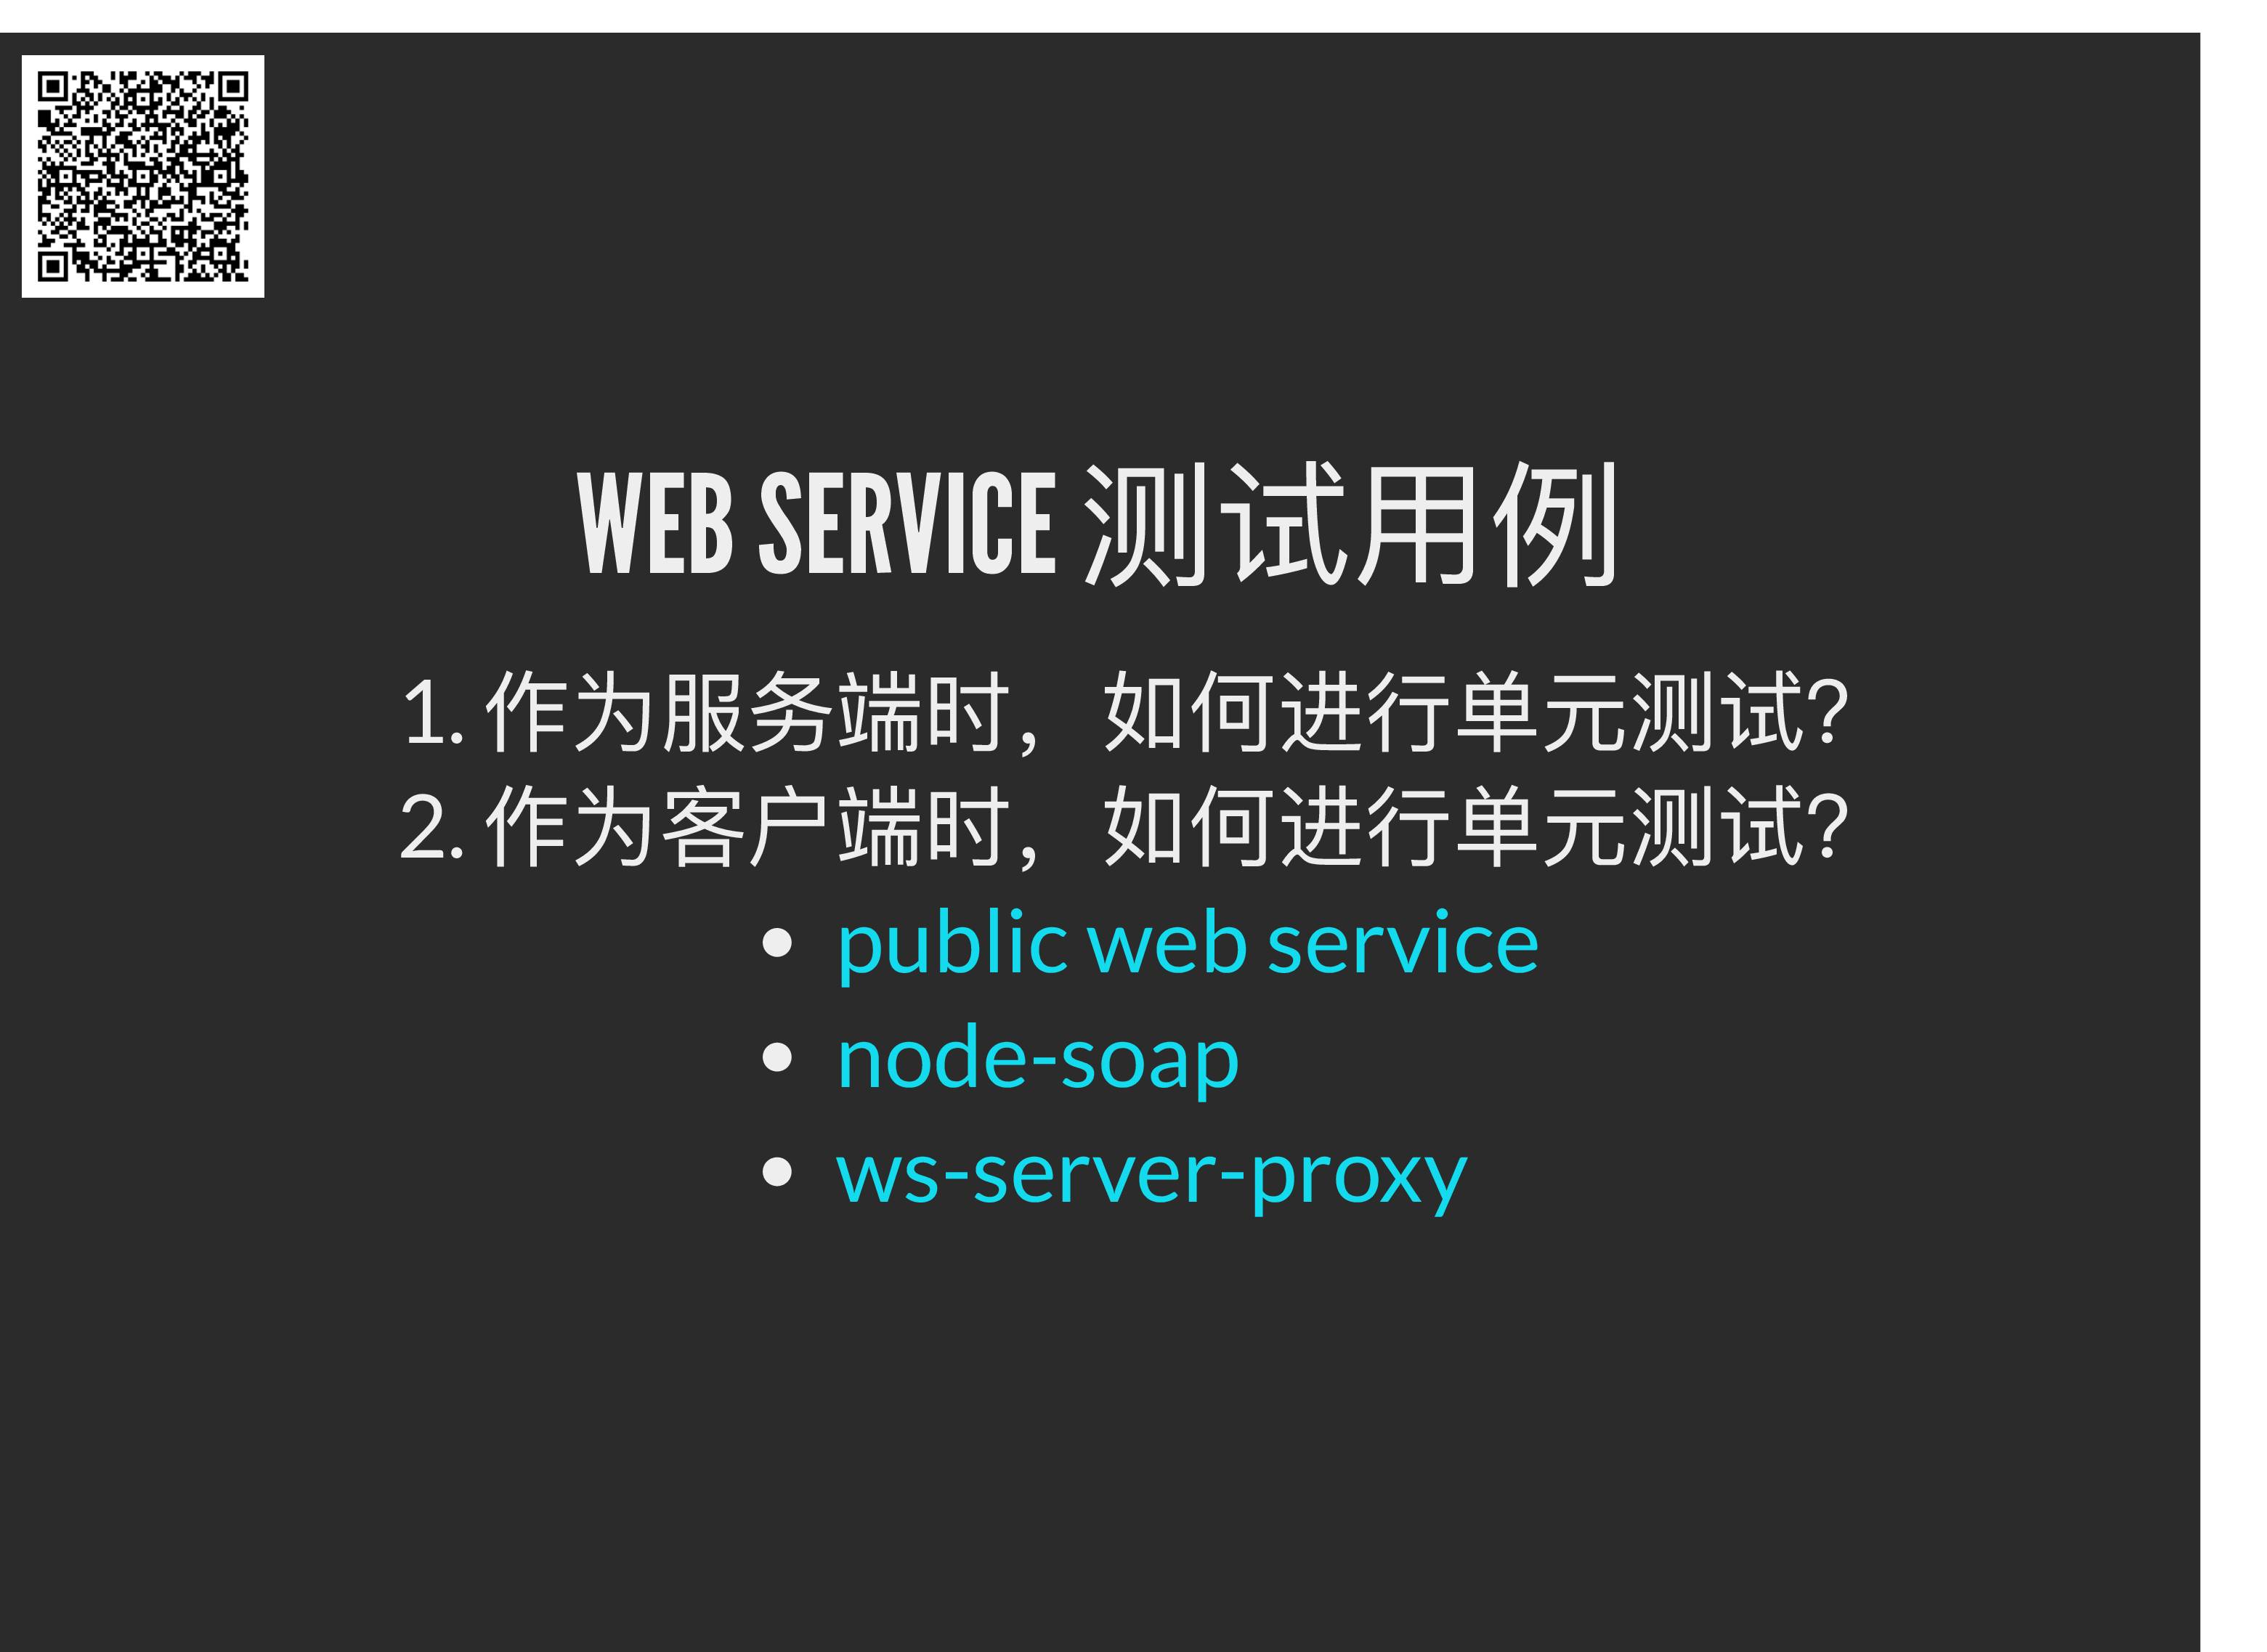 WEB SERVICE 测试用例
1. 作为服务端时， 如何进行单元测试？
2. 作为客户端时， 如何进行单元测试？
• public web service
• node-soap
• ws-server-proxy